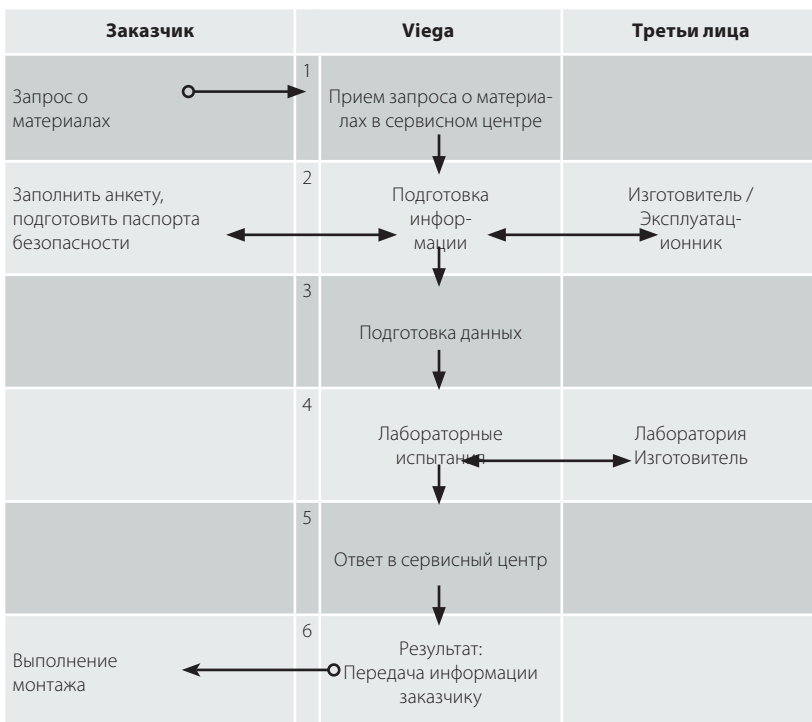 Заказчик
Viega
Третьи лица
1
Запрос о
материалах
Прием запроса о материа-
лах в сервисном центре
2
Заполнить анкету,
подготовить паспорта
безопасности
Подготовка
инфор-
мации
Изготовитель /
Эксплуатац-
ионник
3
Подготовка данных
4
Лабораторные
испытания
Лаборатория
Изготовитель
5
Ответ в сервисный центр
6
Выполнение
монтажа
Результат:
Передача информации
заказчику